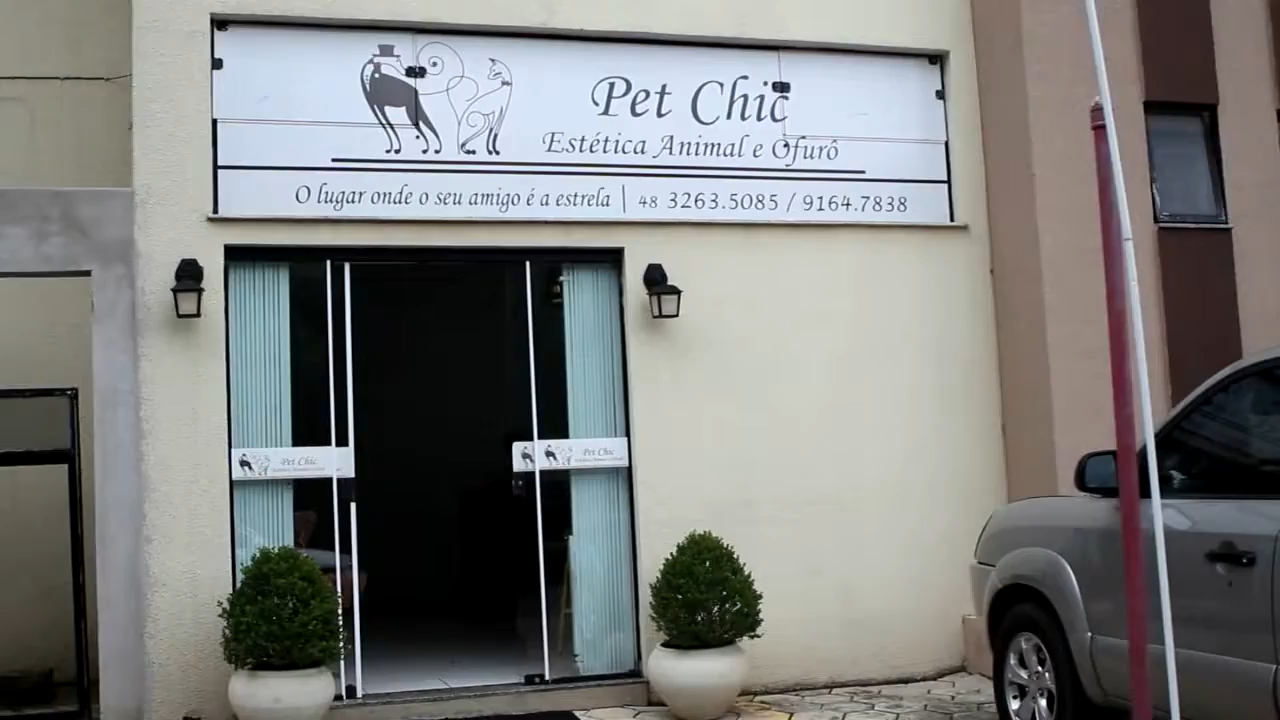 Pet Chic
Estética Animal e Ofurô
O lugar onde o seu amigo é a estrela | 48 3263.5085 / 9164.7838
Pet Chic
Pet Chic